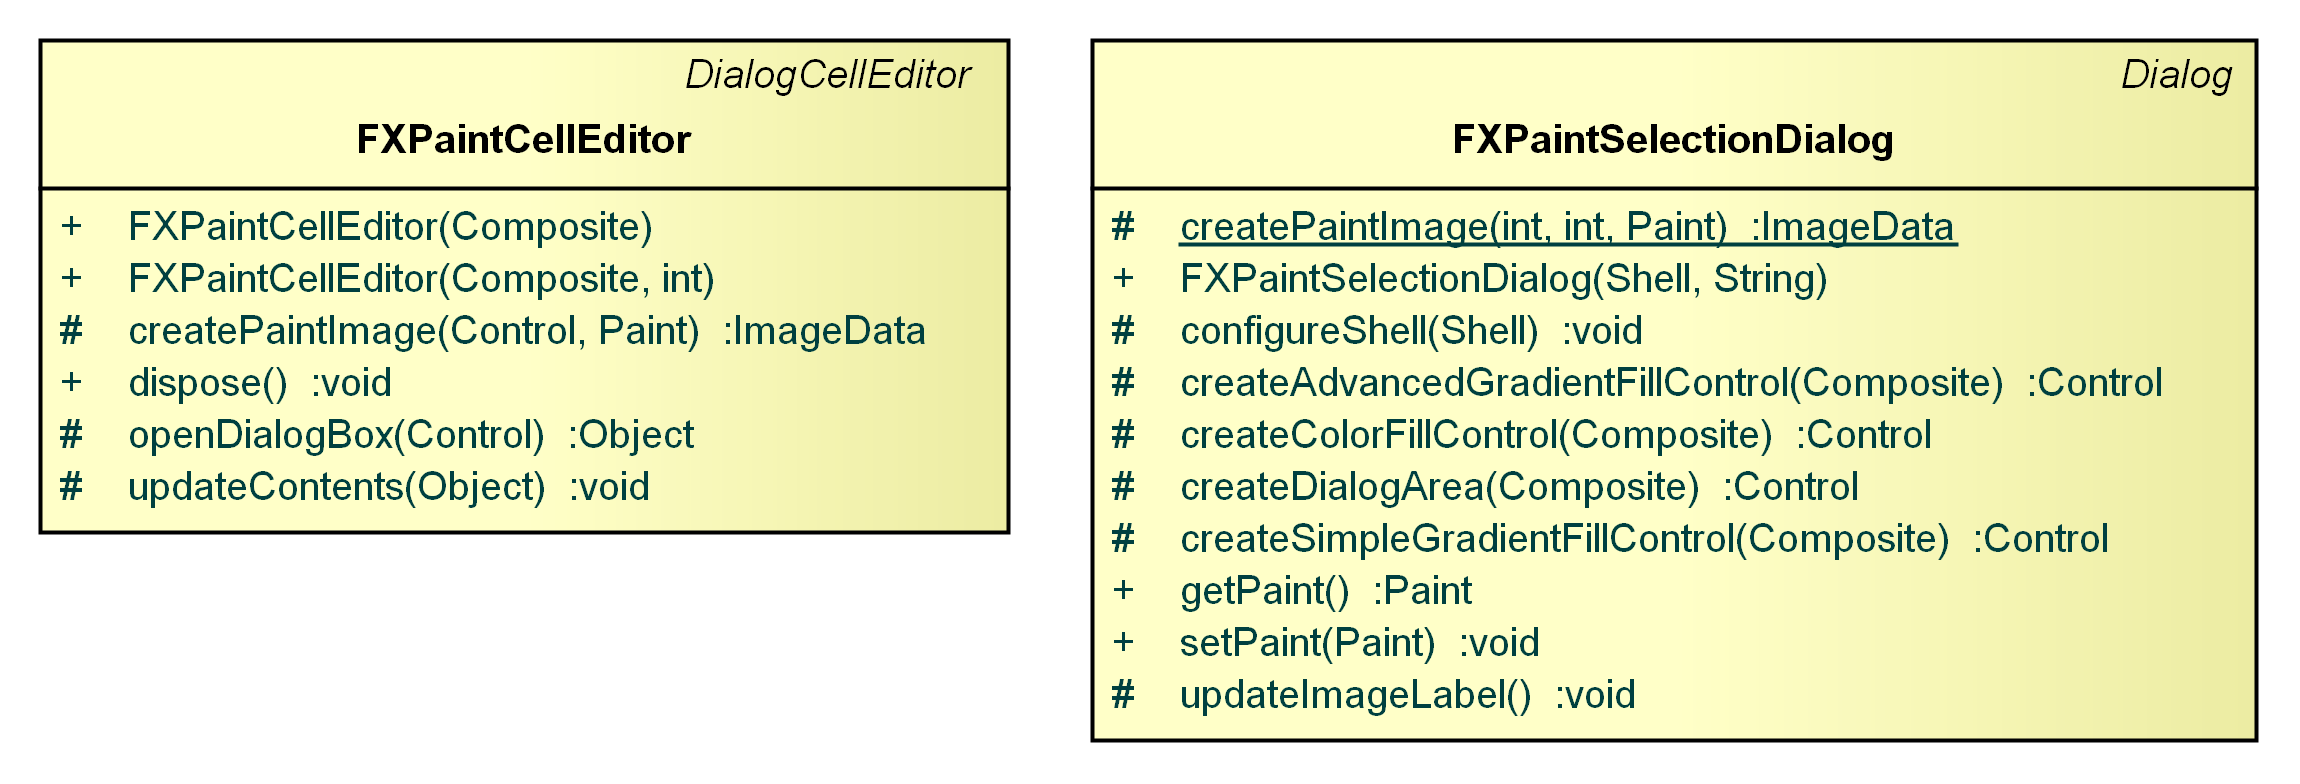 DialogCellEditor
FXPaintCellEditor
+ FXPaintCellEditor(Composite)
+ FXPaintCellEditor(Composite, int)
# createPaintImage(Control, Paint) :ImageData
+ dispose() :void
# openDialogBox(Control) :Object
# updateContents(Object) :void
Dialog
FXPaintSelectionDialog
# createPaintImage(int, int, Paint) :ImageData
+ FXPaintSelectionDialog(Shell, String)
# configureShell(Shell) :void
# createAdvancedGradientFillControl(Composite) :Control
# createColorFillControl(Composite) :Control
# createDialogArea(Composite) :Control
# createSimpleGradientFillControl(Composite) :Control
+ getPaint() :Paint
+ setPaint(Paint) :void
# updateImageLabel() :void